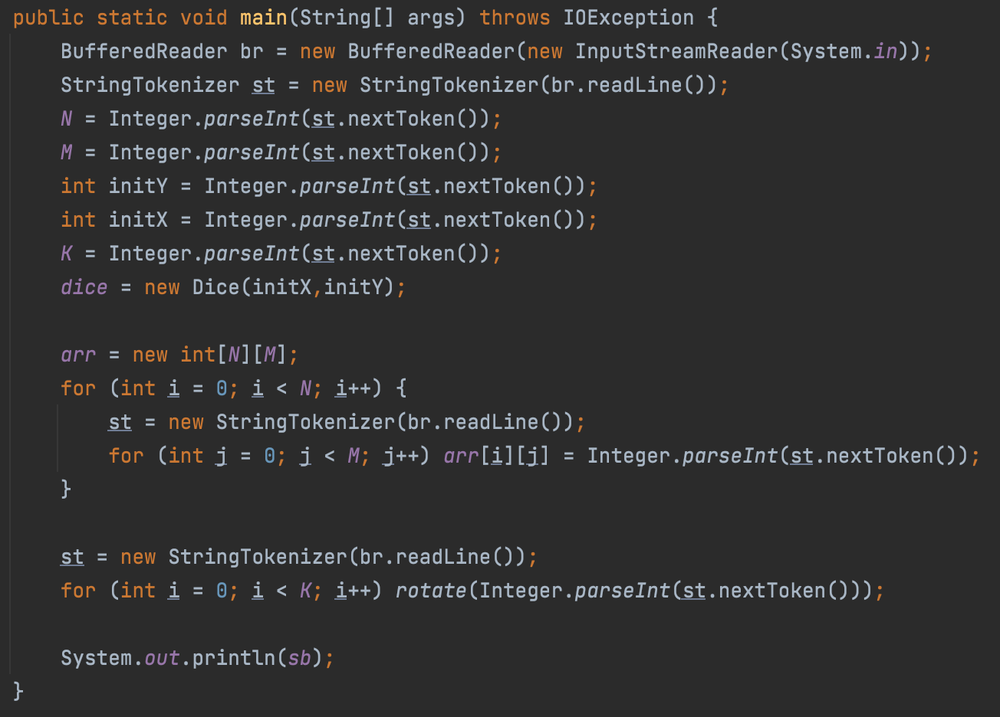 public static void main(String[] args) throws IOException {
    BufferedReader br = new BufferedReader(new InputStreamReader(System.in));
    StringTokenizer st = new StringTokenizer(br.readLine());
    N = Integer.parseInt(st.nextToken());
    M = Integer.parseInt(st.nextToken());
    int initY = Integer.parseInt(st.nextToken());
    int initX = Integer.parseInt(st.nextToken());
    K = Integer.parseInt(st.nextToken());
    dice = new Dice(initX,initY);

    arr = new int[N][M];
    for (int i = 0; i < N; i++) {
        st = new StringTokenizer(br.readLine());
        for (int j = 0; j < M; j++) arr[i][j] = Integer.parseInt(st.nextToken());
    }

    st = new StringTokenizer(br.readLine());
    for (int i = 0; i < K; i++) rotate(Integer.parseInt(st.nextToken()));

    System.out.println(sb);
}